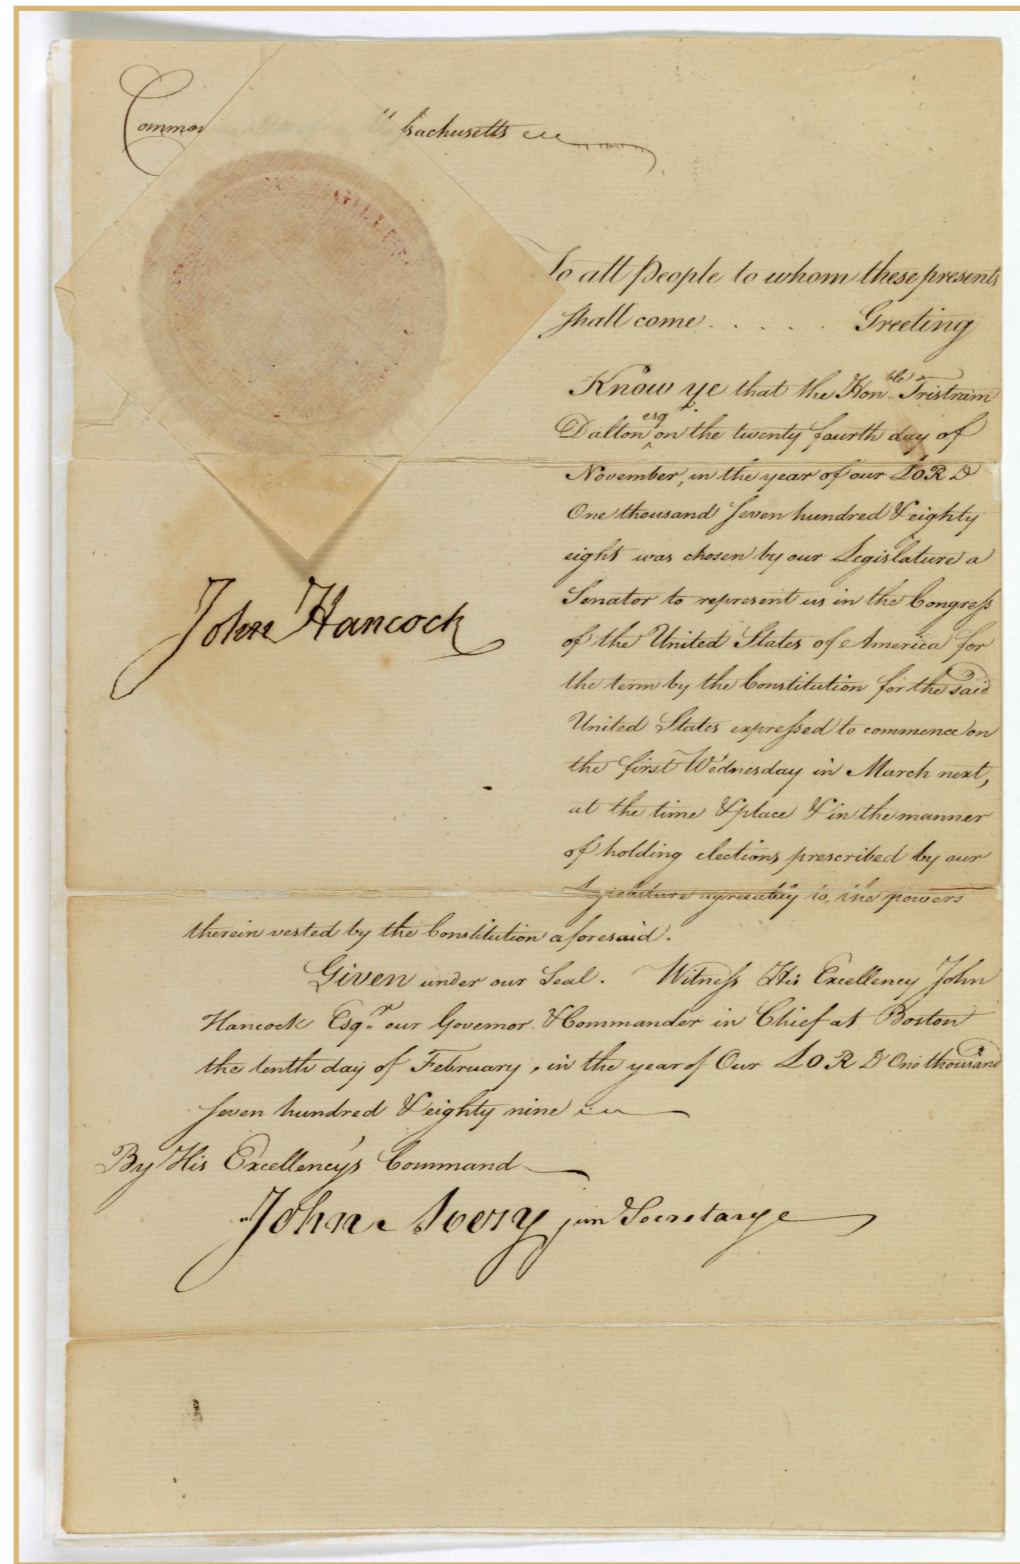 Commo sachusetts
To all People to whom these presents
shall come . . . . . Greeting
Know ye that the Hon.ble Tristram
Dalton esqr. on the twenty fourth day of
November, in the year of our LORD
One thousand seven hundred & eighty
eight was chosen by our Legislature a
Senator to represent us in the Congress
of the United States of America for
the term by the Constitution for the said
United States expressed to commence on
the first Wednesday in March next,
at the time & place & in the manner
of holding elections prescribed by our
Legislature agreeably to the powers
therein vested by the Constitution aforesaid.
John Hancock
Given under our Seal. Witness His Excellency John
Hancock Esqr. our Governor & Commander in Chief at Boston
the tenth day of February, in the year of Our LORD One thousand
seven hundred & eighty nine
By His Excellency's Command
John Avery jun Secretary